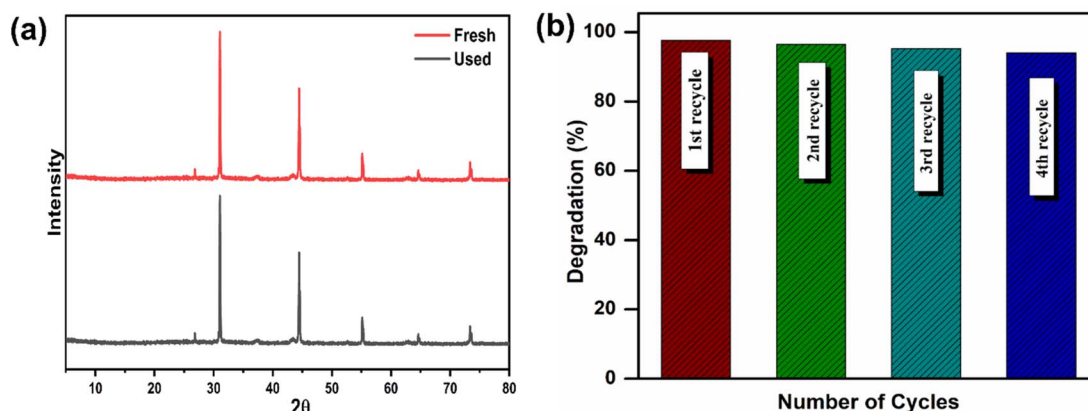 (a)
Fresh
Used
Intensity
10 20 30 40 50 60 70 80
2θ
(b)
100
80
60
40
20
0
Degradation (%)
1st recycle
2nd recycle
3rd recycle
4th recycle
Number of Cycles